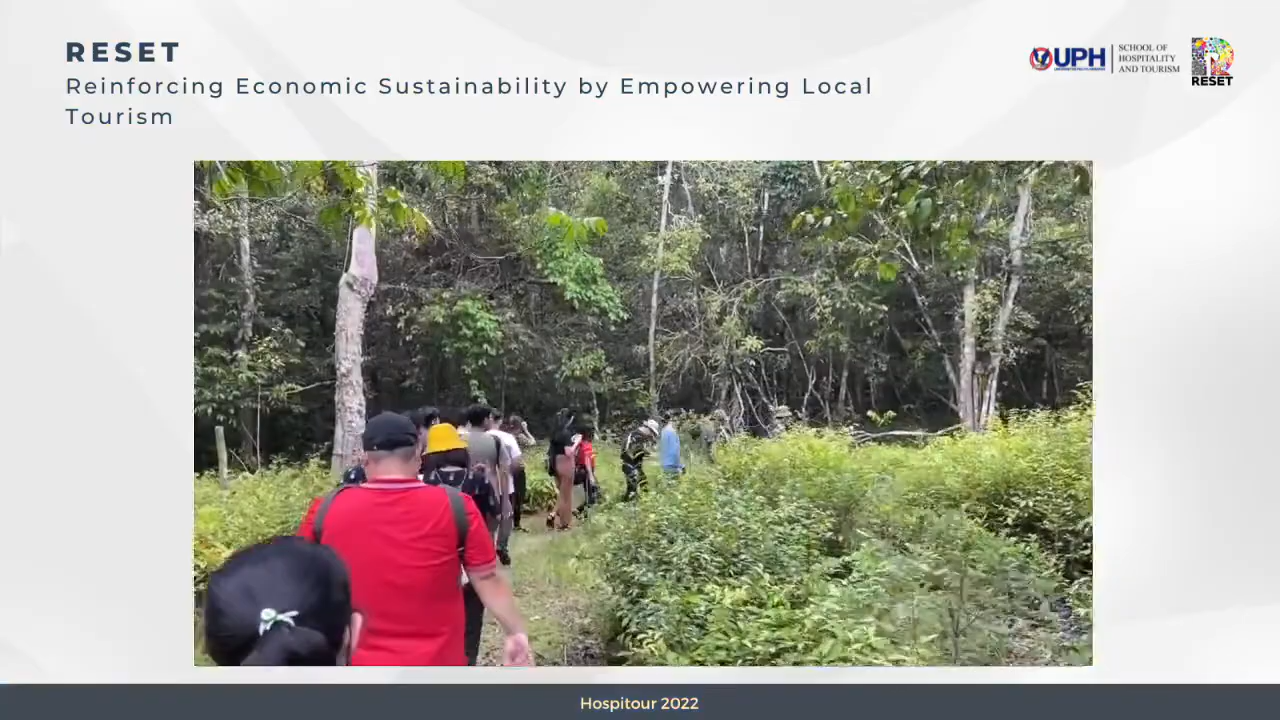 RESET
Reinforcing Economic Sustainability by Empowering Local
Tourism
UPH
SCHOOL OF
HOSPITALITY
AND TOURISM
RESET
Hospitour 2022